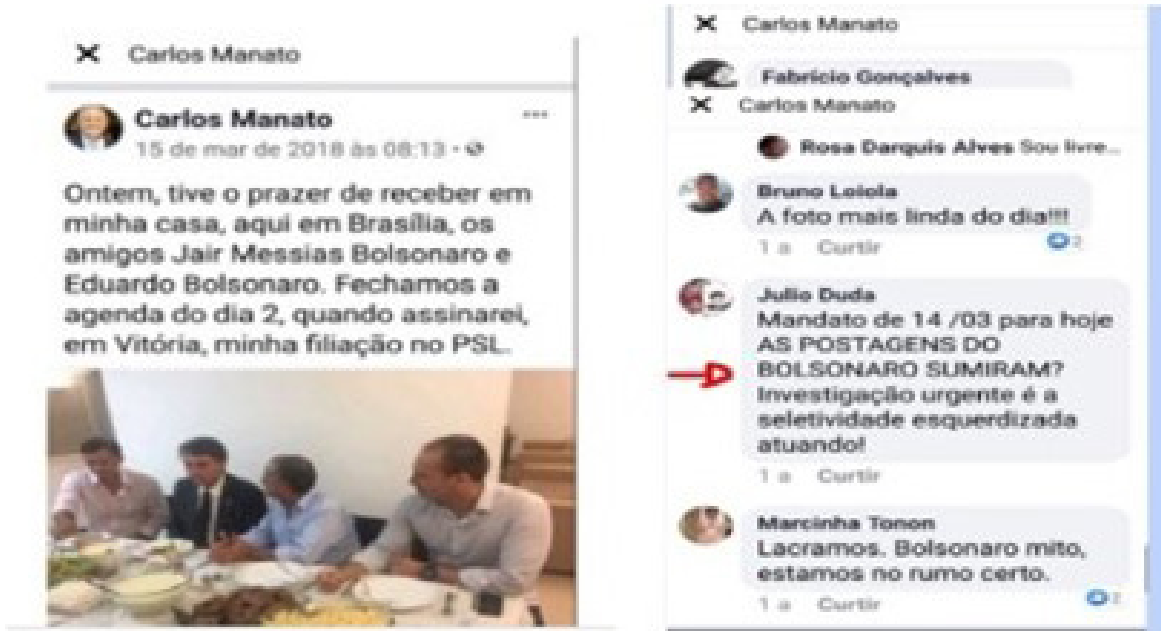 X Carlos Manato
Carlos Manato
15 de mar de 2018 às 08:13 ·
Ontem, tive o prazer de receber em
minha casa, aqui em Brasília, os
amigos Jair Messias Bolsonaro e
Eduardo Bolsonaro. Fechamos a
agenda do dia 2, quando assinarei,
em Vitória, minha filiação no PSL.
X Carlos Manato
Fabricio Gonçalves
X Carlos Manato
Rosa Darquis Alves Sou livre...
Bruno Loiola
A foto mais linda do dia!!!
1 a Curtir 2
Julio Duda
Mandato de 14 /03 para hoje
AS POSTAGENS DO
BOLSONARO SUMIRAM?
Investigação urgente é a
seletividade esquerdizada
atuando!
1 a Curtir
Marcinha Tonon
Lacramos. Bolsonaro mito,
estamos no rumo certo.
1 a Curtir 2